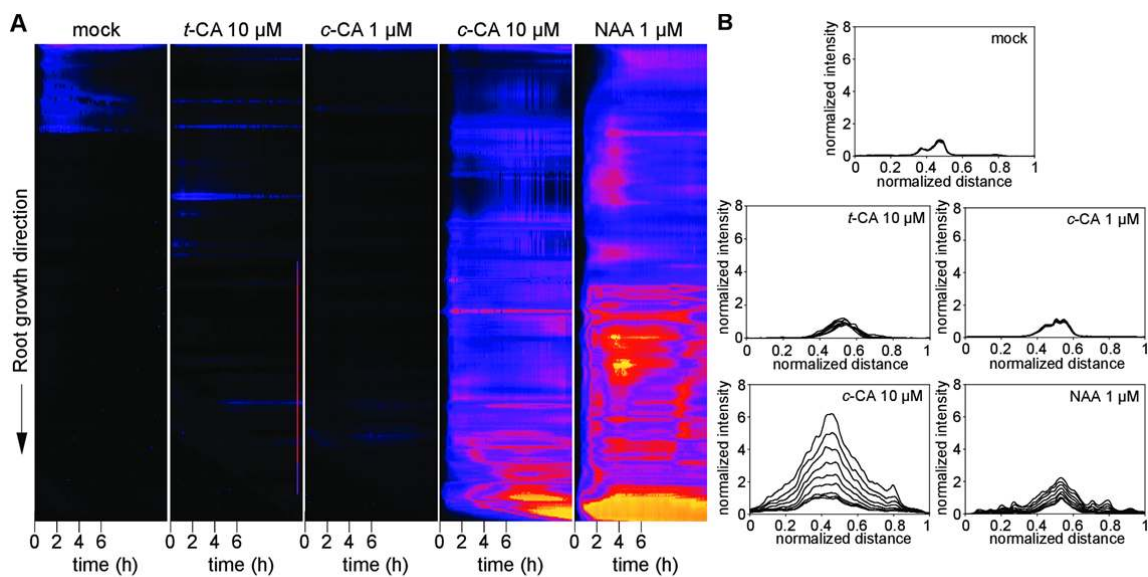 A
mock
t-CA 10 µM
c-CA 1 µM
c-CA 10 µM
NAA 1 µM
Root growth direction
0 2 4 6
0 2 4 6
0 2 4 6
0 2 4 6
0 2 4 6
time (h)
time (h)
time (h)
time (h)
time (h)
B
mock
normalized intensity
8
6
4
2
0
0 0.2 0.4 0.6 0.8 1
normalized distance
t-CA 10 µM
normalized intensity
8
6
4
2
0
0 0.2 0.4 0.6 0.8 1
normalized distance
c-CA 1 µM
normalized intensity
8
6
4
2
0
0 0.2 0.4 0.6 0.8 1
normalized distance
c-CA 10 µM
normalized intensity
8
6
4
2
0
0 0.2 0.4 0.6 0.8 1
normalized distance
NAA 1 µM
normalized intensity
8
6
4
2
0
0 0.2 0.4 0.6 0.8 1
normalized distance